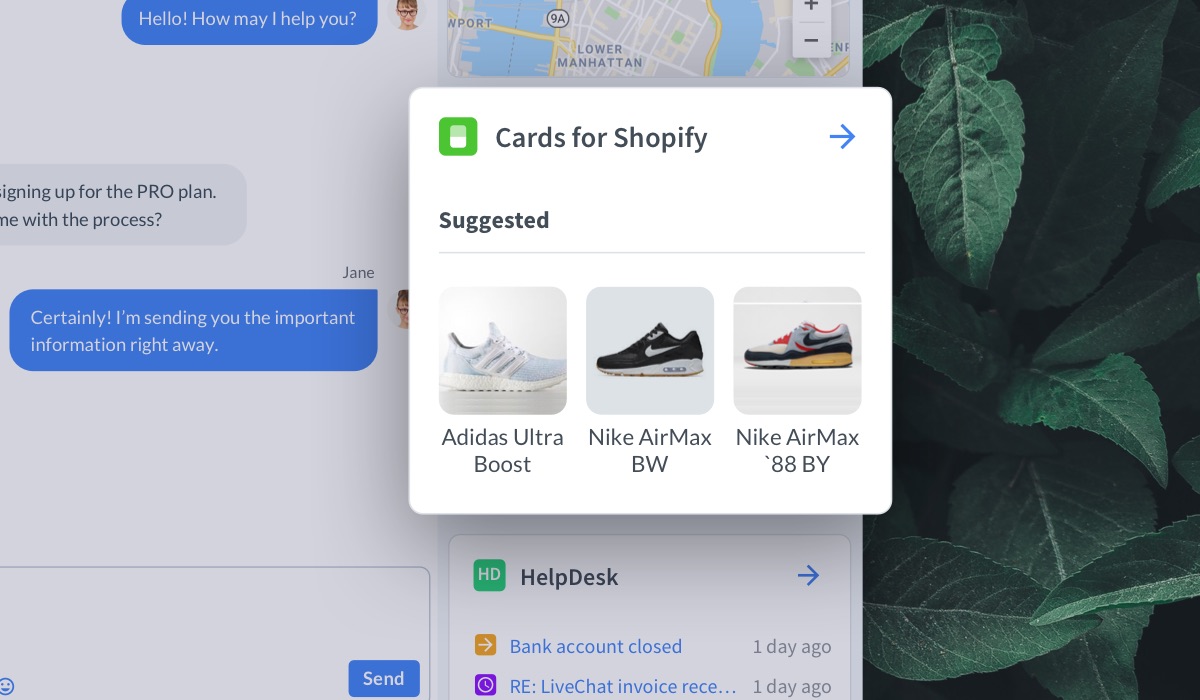 Hello! How may I help you?
signing up for the PRO plan.
me with the process?
Jane
Certainly! I’m sending you the important
information right away.
Send
WPORT
9A
LOWER
MANHATTAN
+
−
Cards for Shopify
Suggested
Adidas Ultra
Boost
Nike AirMax
BW
Nike AirMax
`88 BY
HD HelpDesk
Bank account closed 1 day ago
RE: LiveChat invoice rece… 1 day ago